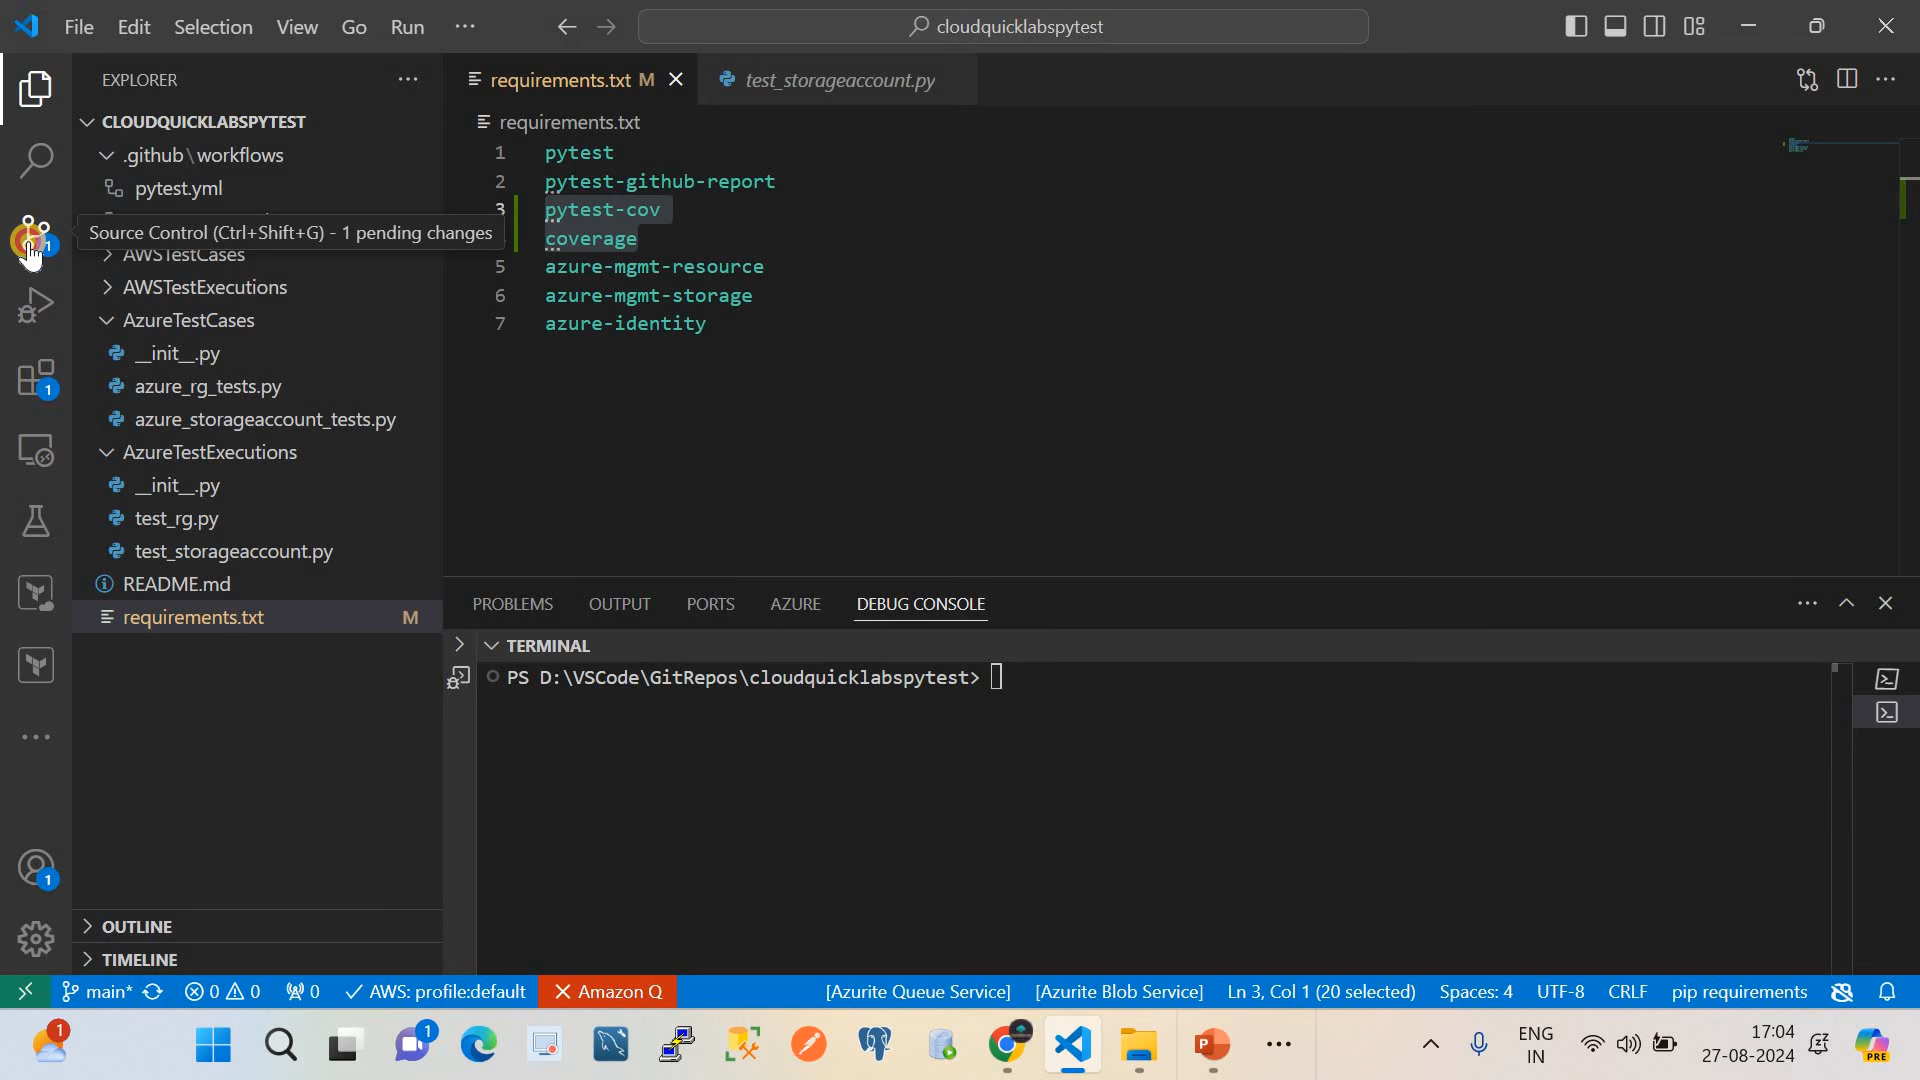 File Edit Selection View Go Run ···
cloudquicklabspytest
EXPLORER
CLOUDQUICKLABSPYTEST
.github\workflows
pytest.yml
Source Control (Ctrl+Shift+G) - 1 pending changes
AWSTestCases
AWSTestExecutions
AzureTestCases
__init__.py
azure_rg_tests.py
azure_storageaccount_tests.py
AzureTestExecutions
__init__.py
test_rg.py
test_storageaccount.py
README.md
requirements.txt M
OUTLINE
TIMELINE
1
1
1
requirements.txt M
test_storageaccount.py
requirements.txt
1 pytest
2 pytest-github-report
3 pytest-cov
coverage
5 azure-mgmt-resource
6 azure-mgmt-storage
7 azure-identity
PROBLEMS OUTPUT PORTS AZURE DEBUG CONSOLE
TERMINAL
PS D:\VSCode\GitRepos\cloudquicklabspytest>
main* 0 0 0 AWS: profile:default Amazon Q [Azurite Queue Service] [Azurite Blob Service] Ln 3, Col 1 (20 selected) Spaces: 4 UTF-8 CRLF pip requirements
1
1
ENG
IN
17:04
27-08-2024
PRE